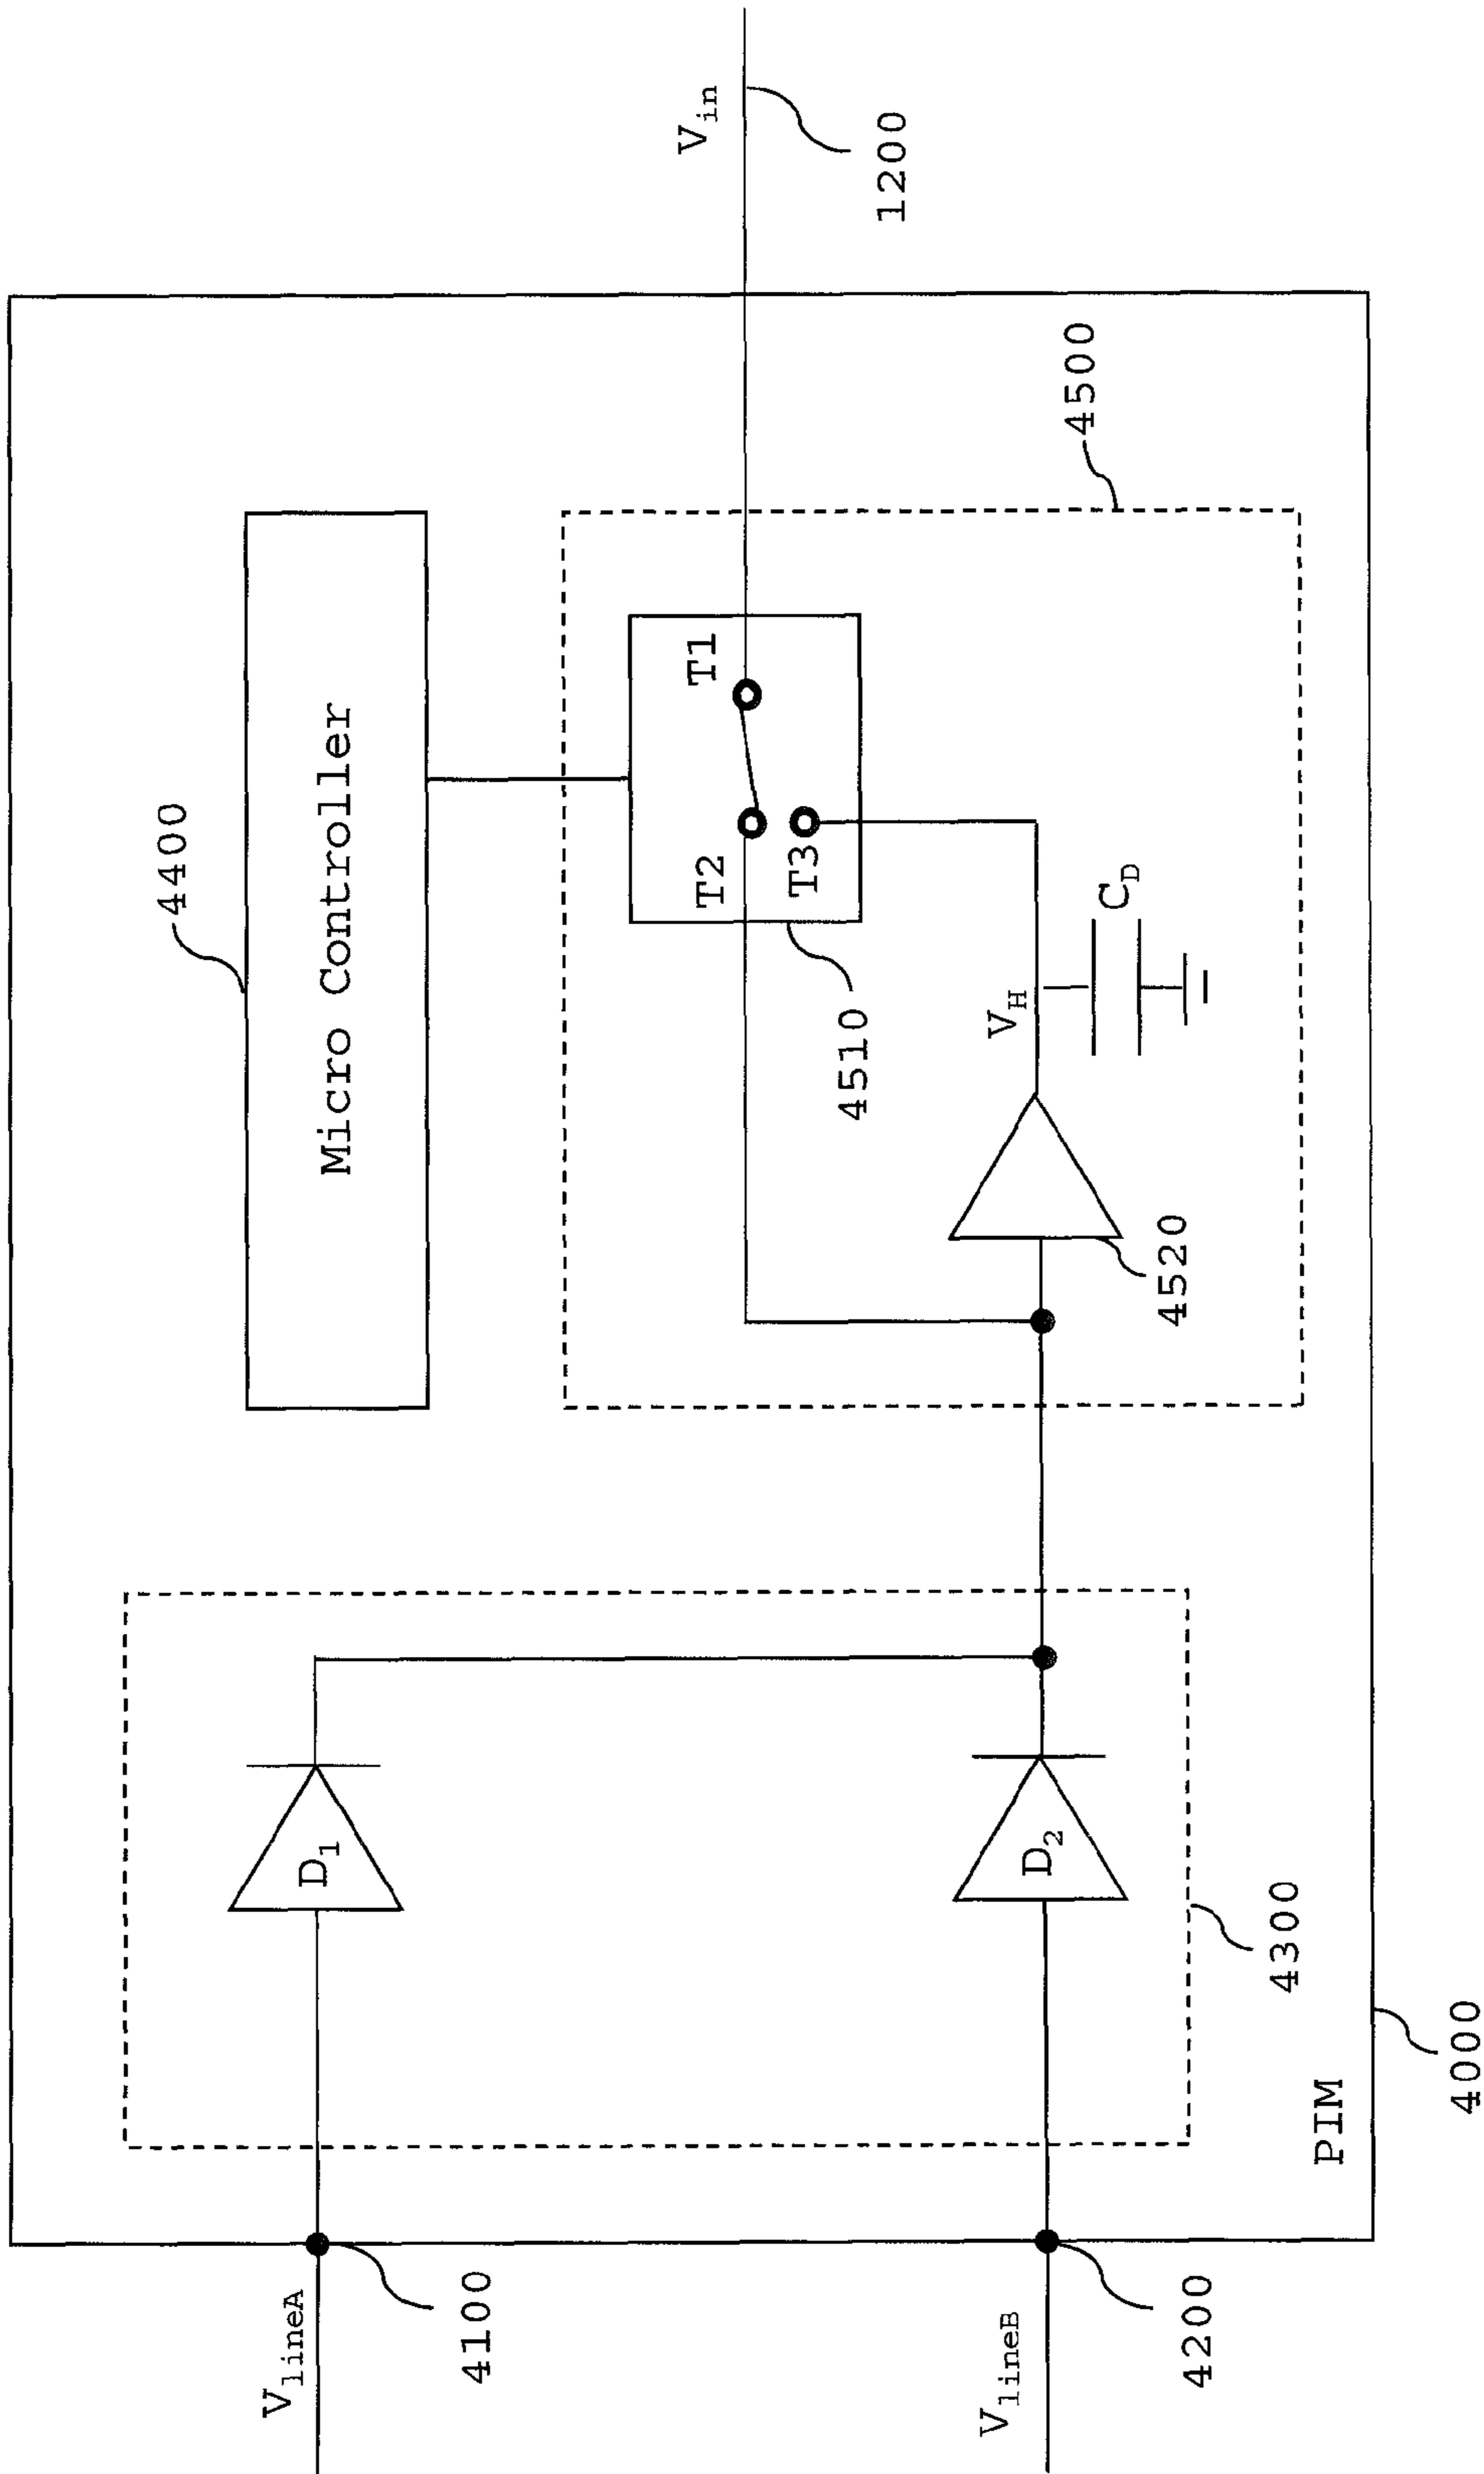 4400
Micro Controller
V_in
1200
4500
T1
T2
T3
4510
V_H
C_D
4520
D_1
D_2
4300
V_lineA
4100
V_lineB
4200
PIM
4000